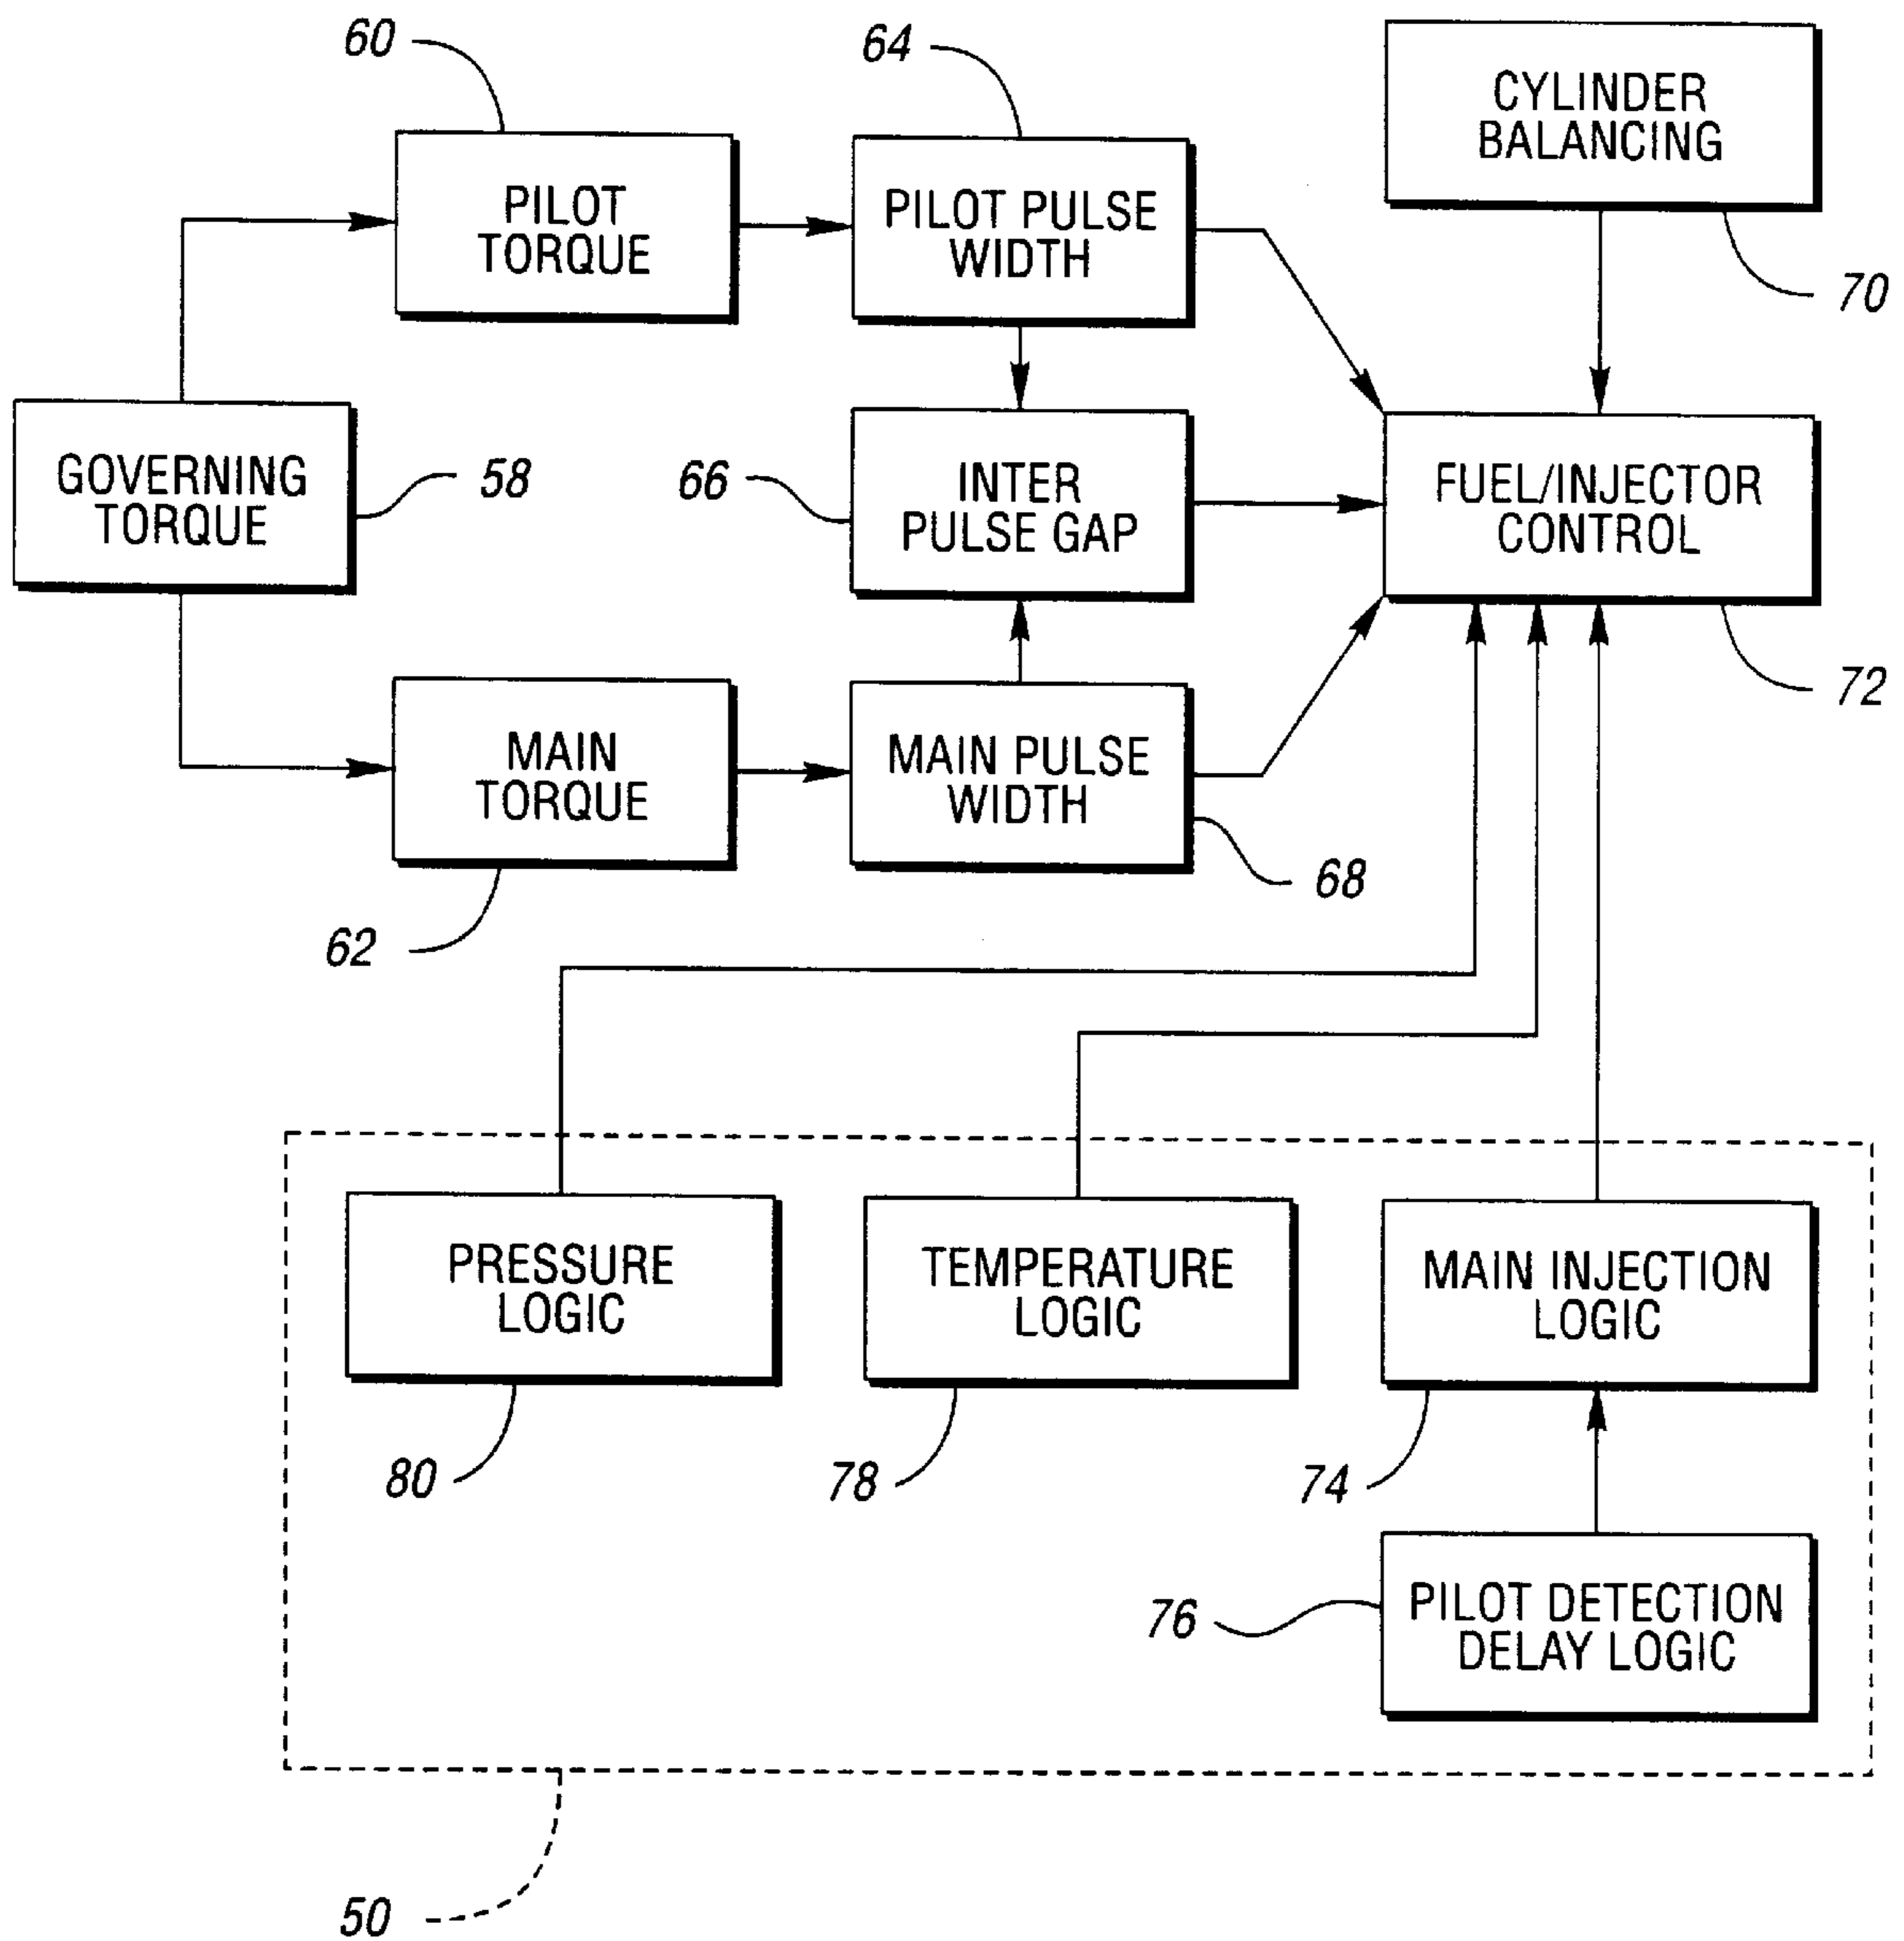 60
64
CYLINDER
BALANCING
PILOT
TORQUE
PILOT PULSE
WIDTH
70
GOVERNING
TORQUE
58
66
INTER
PULSE GAP
FUEL/INJECTOR
CONTROL
72
MAIN
TORQUE
MAIN PULSE
WIDTH
68
62
PRESSURE
LOGIC
TEMPERATURE
LOGIC
MAIN INJECTION
LOGIC
80
78
74
76
PILOT DETECTION
DELAY LOGIC
50